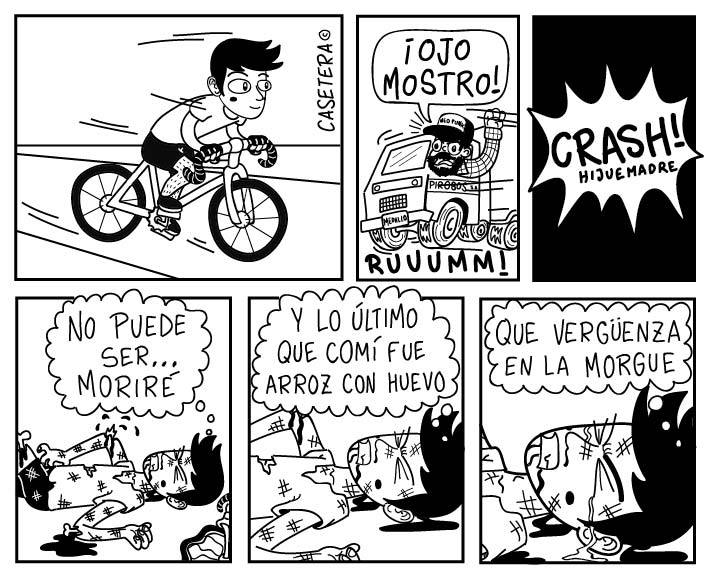 CASETERA©
¡OJO
MOSTRO!
NEO PUNK
PIROBOS S.A
MEDALLO
RUUUMM!
CRASH!
HIJUEMADRE
NO PUEDE
SER...
MORIRÉ
Y LO ÚLTIMO
QUE COMÍ FUE
ARROZ CON HUEVO
QUE VERGÜENZA
EN LA MORGUE